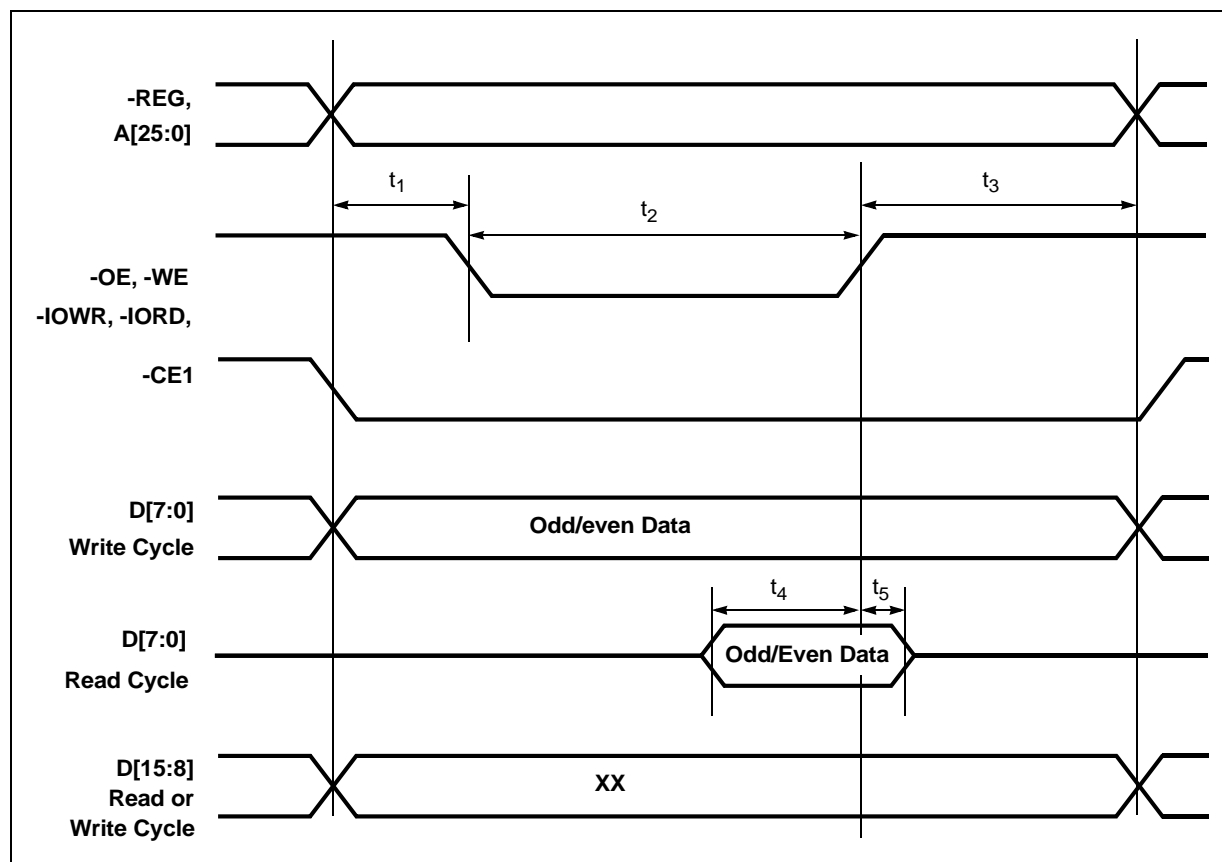 -REG,
A[25:0]
t1
t2
t3
-OE, -WE
-IOWR, -IORD,
-CE1
D[7:0]
Write Cycle
Odd/even Data
t4
t5
D[7:0]
Read Cycle
Odd/Even Data
D[15:8]
Read or
Write Cycle
XX